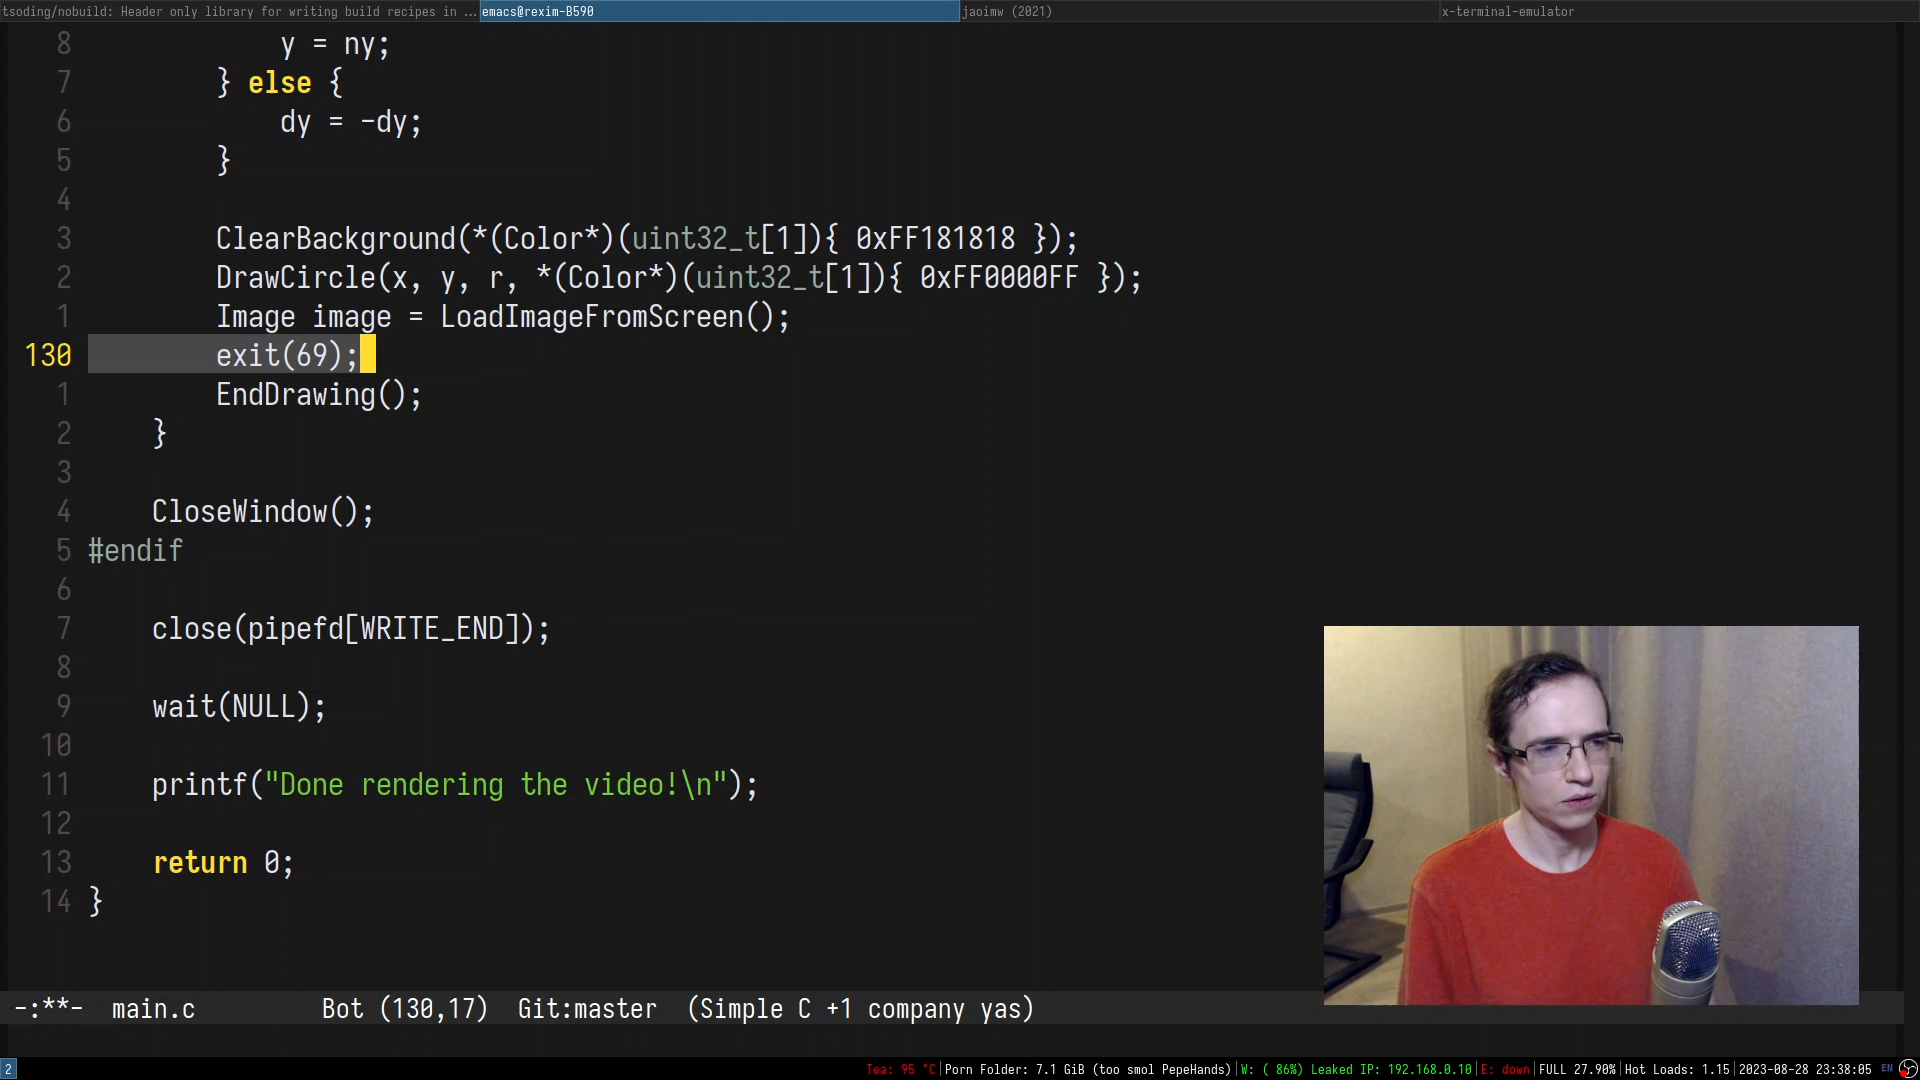 tsoding/nobuild: Header only library for writing build recipes in ... emacs@rexim-B590 jaoimw (2021) x-terminal-emulator
8 y = ny;
7 } else {
6 dy = -dy;
5 }
4
3 ClearBackground(*(Color*)(uint32_t[1]){ 0xFF181818 });
2 DrawCircle(x, y, r, *(Color*)(uint32_t[1]){ 0xFF0000FF });
1 Image image = LoadImageFromScreen();
130 exit(69);
1 EndDrawing();
2 }
3
4 CloseWindow();
5 #endif
6
7 close(pipefd[WRITE_END]);
8
9 wait(NULL);
10
11 printf("Done rendering the video!\n");
12
13 return 0;
14 }
-:**- main.c Bot (130,17) Git:master (Simple C +1 company yas)
2 Tea: 95 °C|Porn Folder: 7.1 GiB (too smol PepeHands)|W: ( 86%) Leaked IP: 192.168.0.10|E: down|FULL 27.90%|Hot Loads: 1.15|2023-08-28 23:38:05 EN